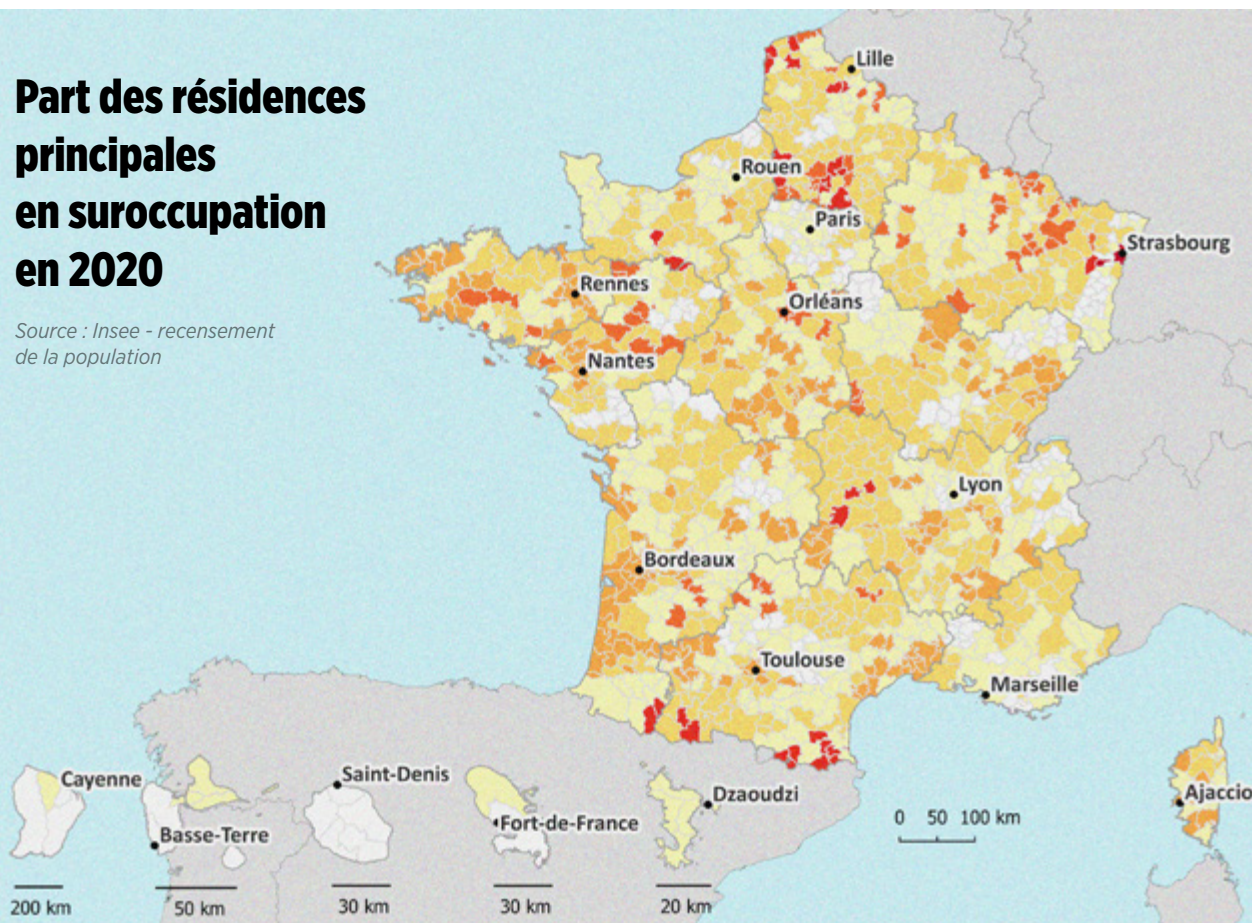 Part des résidences
principales
en suroccupation
en 2020
Source : Insee - recensement
de la population
Lille
Rouen
Paris
Strasbourg
Rennes
Orléans
Nantes
Lyon
Bordeaux
Toulouse
Marseille
Cayenne
Saint-Denis
Dzaoudzi
Ajaccio
Basse-Terre
Fort-de-France
0 50 100 km
200 km
50 km
30 km
30 km
20 km